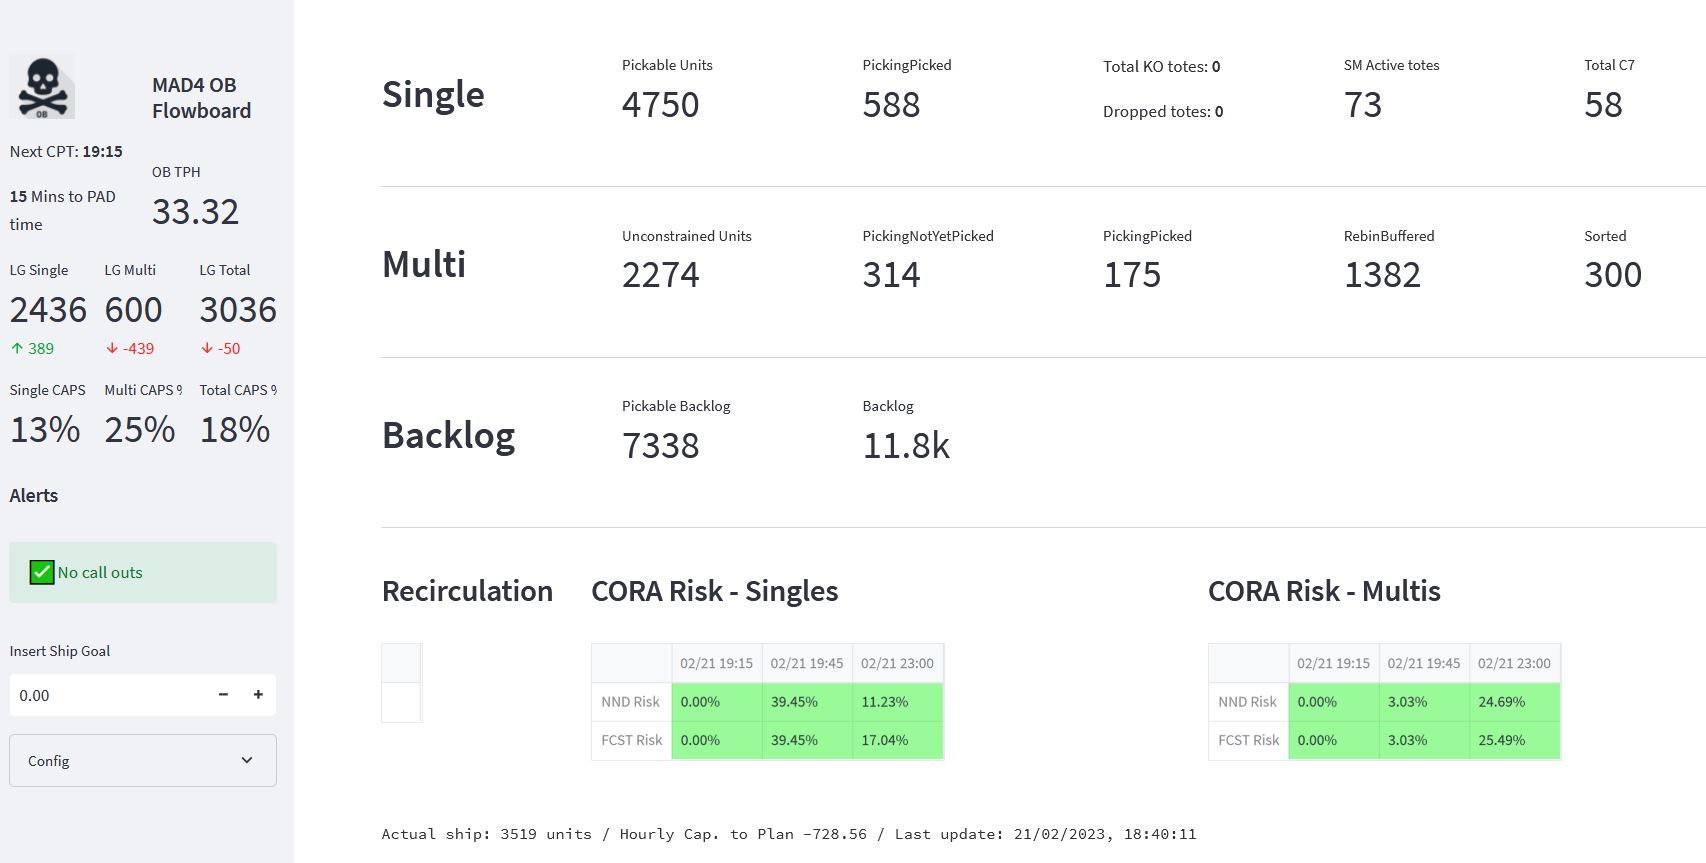 OB
MAD4 OB
Flowboard
Next CPT: 19:15
15 Mins to PAD
time
OB TPH
33.32
LG Single LG Multi LG Total
2436 600 3036
↑ 389 ↓ -439 ↓ -50
Single CAPS Multi CAPS % Total CAPS %
13% 25% 18%
Alerts
✅ No call outs
Insert Ship Goal
0.00 − +
Config
Single
Pickable Units
4750
PickingPicked
588
Total KO totes: 0
Dropped totes: 0
SM Active totes
73
Total C7
58
Multi
Unconstrained Units
2274
PickingNotYetPicked
314
PickingPicked
175
RebinBuffered
1382
Sorted
300
Backlog
Pickable Backlog
7338
Backlog
11.8k
Recirculation
CORA Risk - Singles
02/21 19:15 02/21 19:45 02/21 23:00
NND Risk 0.00% 39.45% 11.23%
FCST Risk 0.00% 39.45% 17.04%
CORA Risk - Multis
02/21 19:15 02/21 19:45 02/21 23:00
NND Risk 0.00% 3.03% 24.69%
FCST Risk 0.00% 3.03% 25.49%
Actual ship: 3519 units / Hourly Cap. to Plan -728.56 / Last update: 21/02/2023, 18:40:11